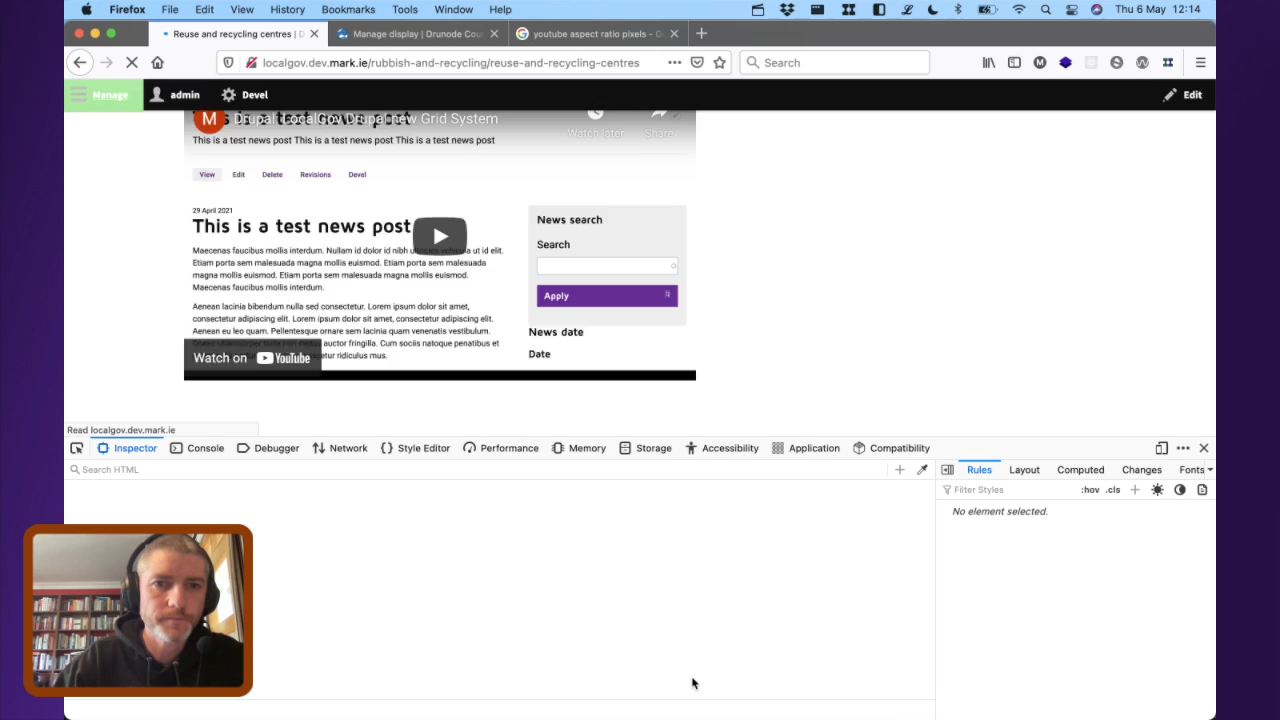 Firefox File Edit View History Bookmarks Tools Window Help Thu 6 May 12:14
Reuse and recycling centres | D Manage display | Drunode Cou youtube aspect ratio pixels - Go
localgov.dev.mark.ie/rubbish-and-recycling/reuse-and-recycling-centres Search
Manage admin Devel Edit
M Drupal: LocalGov Drupal new Grid System
Watch later Share
This is a test news post This is a test news post This is a test news post
View Edit Delete Revisions Devel
29 April 2021
This is a test news post
Maecenas faucibus mollis interdum. Nullam id dolor id nibh ultricies vehicula ut id elit.
Etiam porta sem malesuada magna mollis euismod. Etiam porta sem malesuada
magna mollis euismod. Etiam porta sem malesuada magna mollis euismod.
Maecenas faucibus mollis interdum.
Aenean lacinia bibendum nulla sed consectetur. Lorem ipsum dolor sit amet,
consectetur adipiscing elit. Lorem ipsum dolor sit amet, consectetur adipiscing elit.
Aenean eu leo quam. Pellentesque ornare sem lacinia quam venenatis vestibulum.
auctor fringilla. Cum sociis natoque penatibus et
ridiculus mus.
News search
Search
Apply
News date
Date
Watch on YouTube
Read localgov.dev.mark.ie
Inspector Console Debugger Network Style Editor Performance Memory Storage Accessibility Application Compatibility
Search HTML
Rules Layout Computed Changes Fonts
Filter Styles :hov .cls
No element selected.